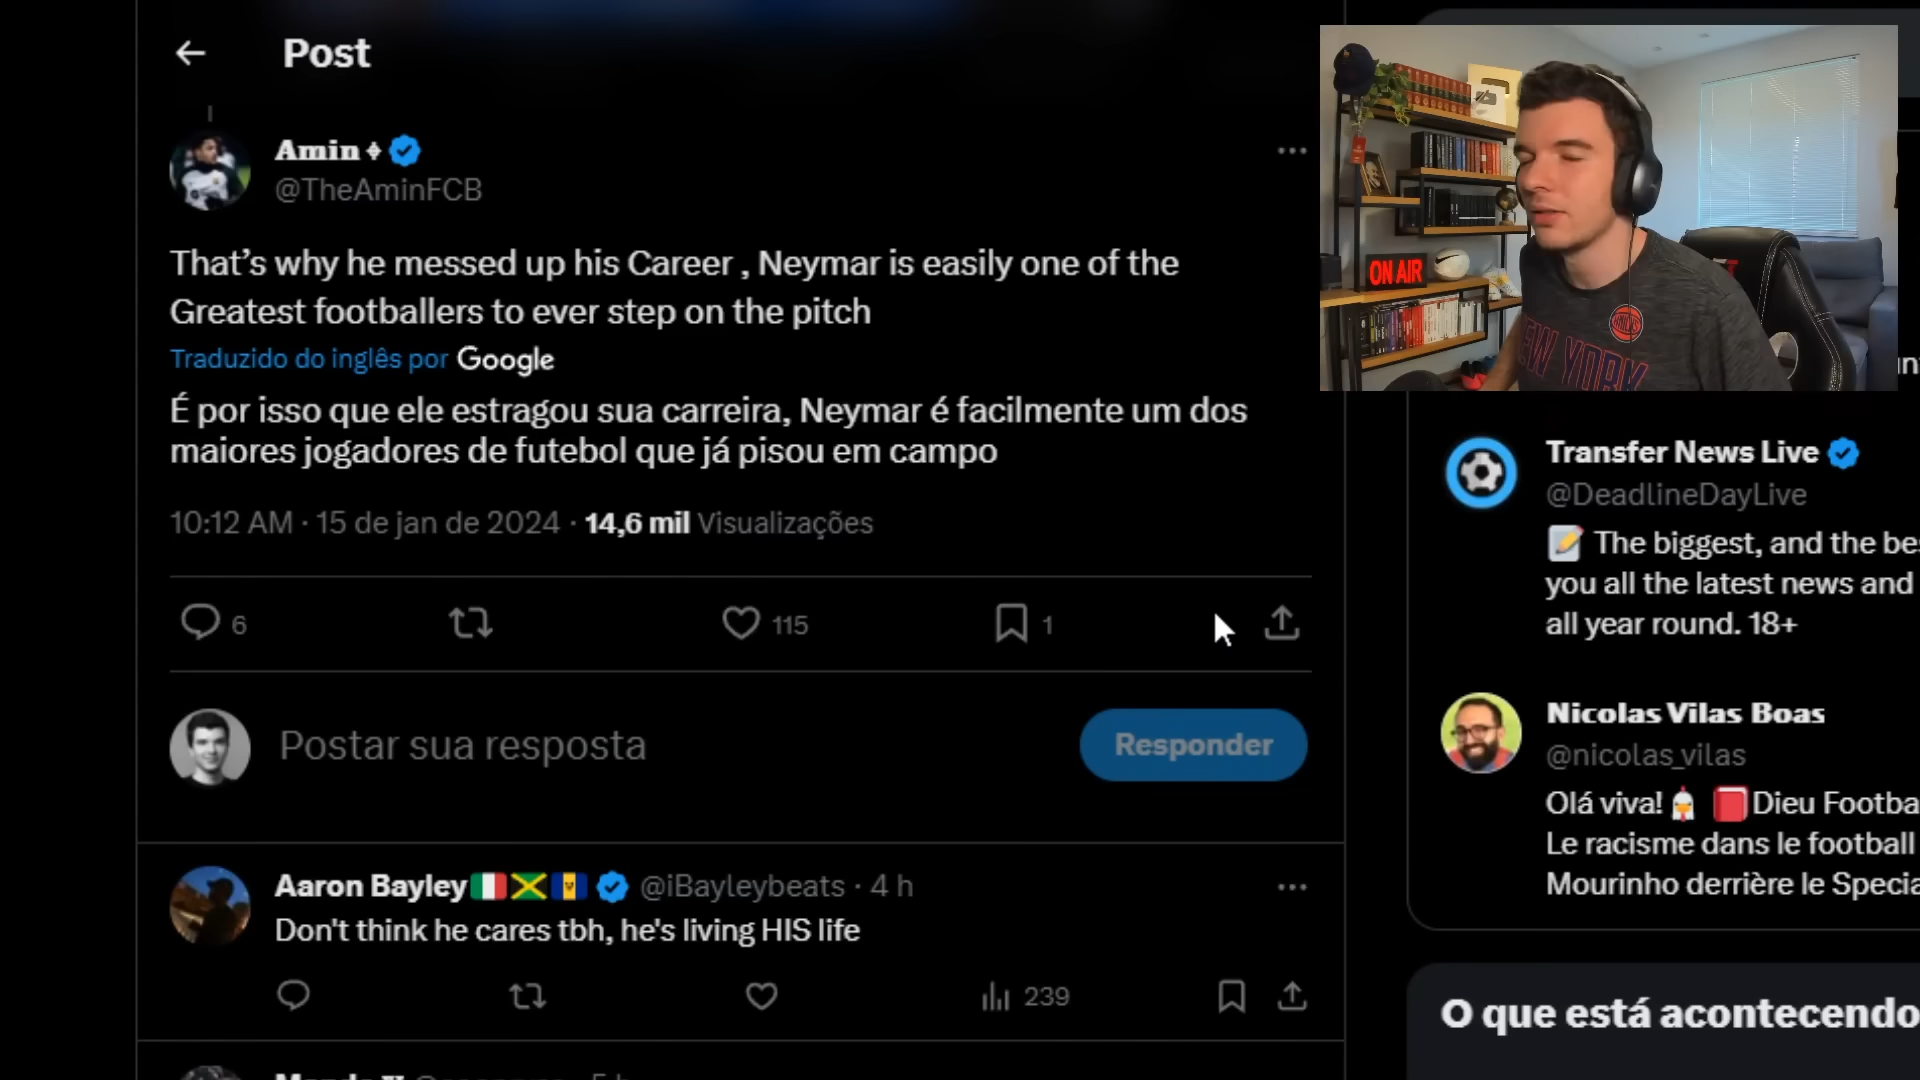 Post
Amin
@TheAminFCB
That's why he messed up his Career , Neymar is easily one of the
Greatest footballers to ever step on the pitch
Traduzido do inglês por Google
É por isso que ele estragou sua carreira, Neymar é facilmente um dos
maiores jogadores de futebol que já pisou em campo
10:12 AM · 15 de jan de 2024 · 14,6 mil Visualizações
6
115
1
Postar sua resposta
Responder
Aaron Bayley @iBayleybeats · 4 h
Don't think he cares tbh, he's living HIS life
239
ON AIR
NEW YORK
Transfer News Live
@DeadlineDayLive
The biggest, and the
you all the latest news and
all year round. 18+
Nicolas Vilas Boas
@nicolas_vilas
Olá viva! Dieu
Le racisme dans le football
Mourinho derrière le
O que está acontecendo